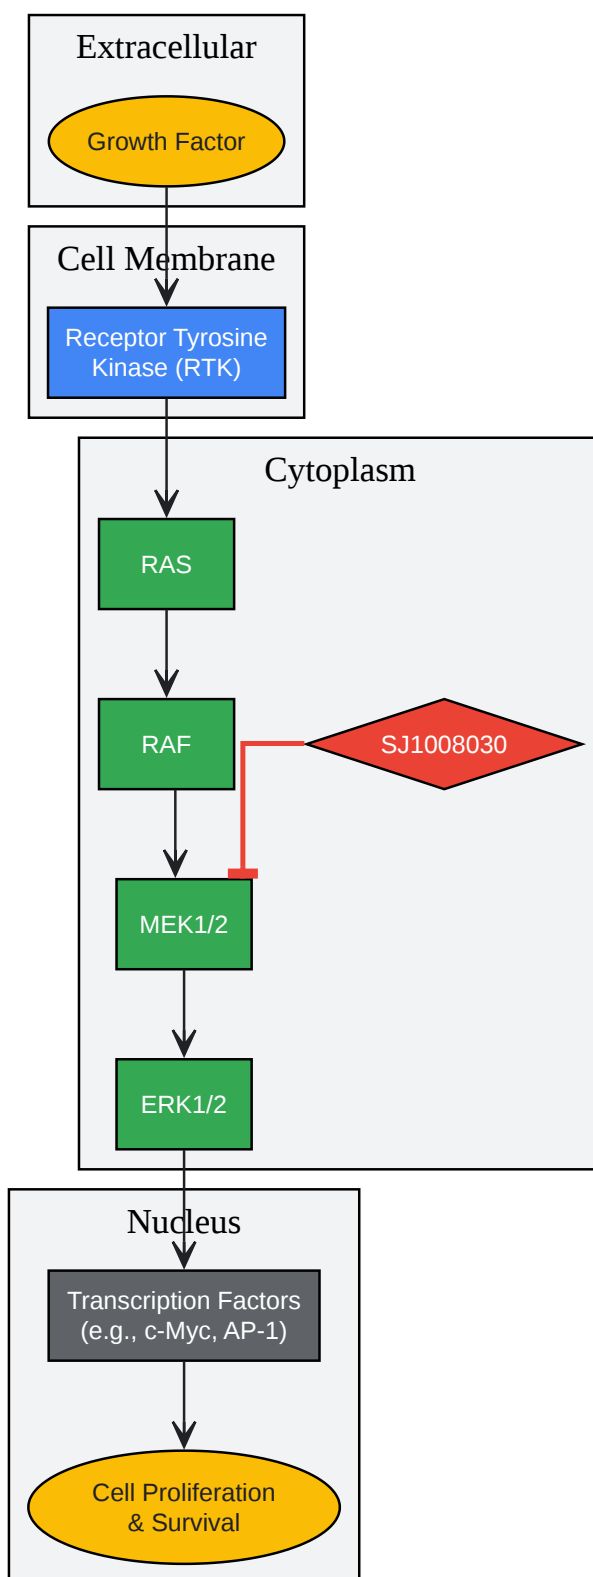 Extracellular
Growth Factor
Cell Membrane
Receptor Tyrosine
Kinase (RTK)
Cytoplasm
RAS
RAF
SJ1008030
MEK1/2
ERK1/2
Nucleus
Transcription Factors
(e.g., c-Myc, AP-1)
Cell Proliferation
& Survival